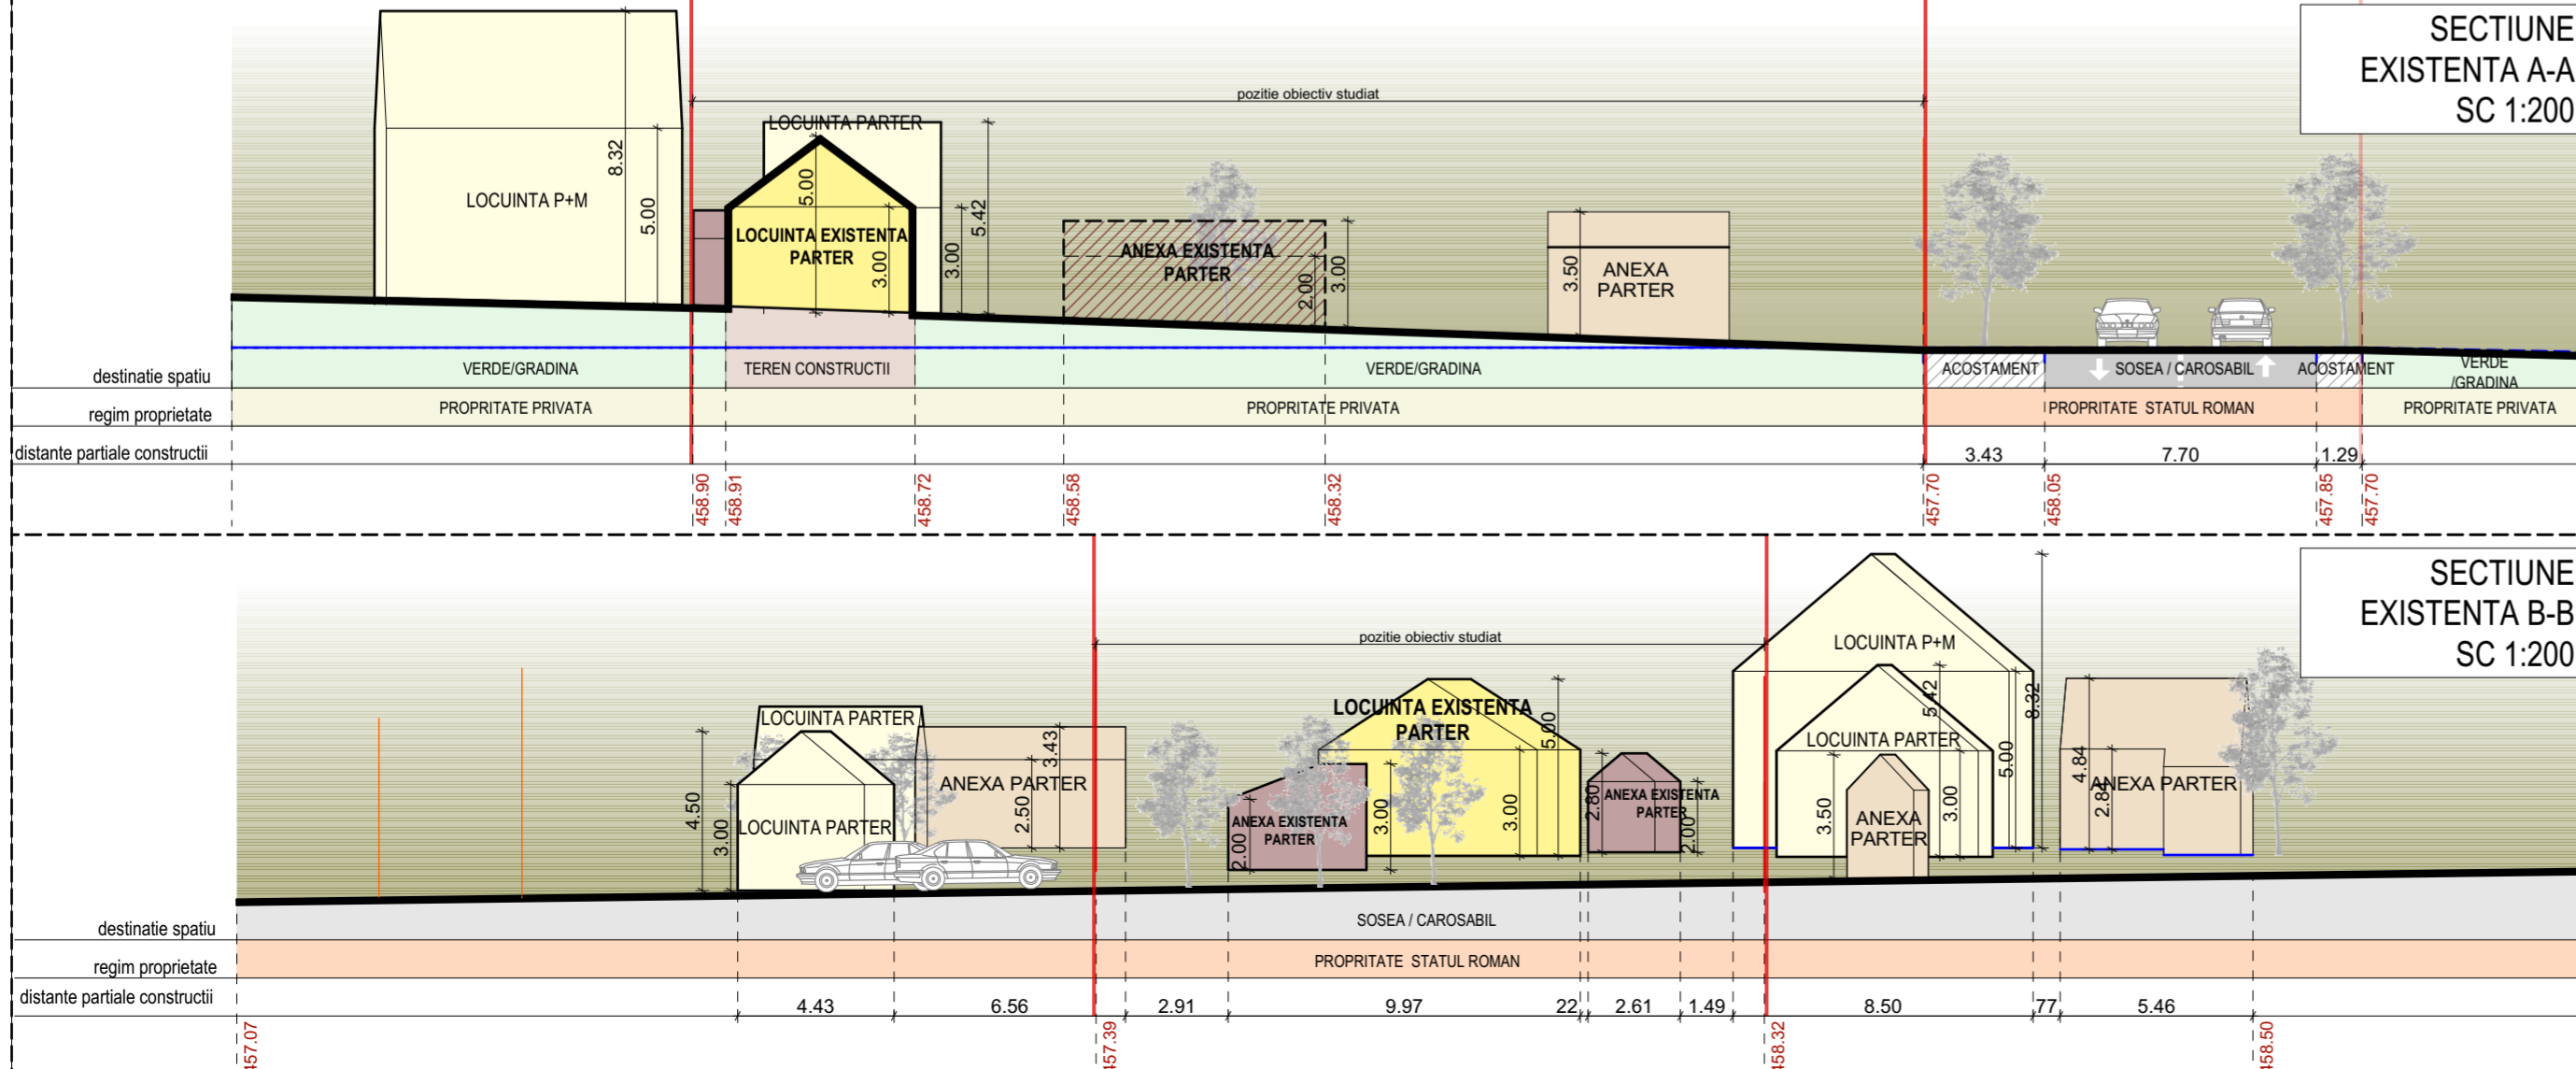 SECTIUNE
EXISTENTA A-A
SC 1:200
pozitie obiectiv studiat
LOCUINTA P+M
8.32
5.00
LOCUINTA PARTER
5.00
LOCUINTA EXISTENTA
PARTER
3.00
3.00
5.42
ANEXA EXISTENTA
PARTER
2.00
3.00
3.50
ANEXA
PARTER
destinatie spatiu
VERDE/GRADINA
TEREN CONSTRUCTII
VERDE/GRADINA
ACOSTAMENT
SOSEA / CAROSABIL
ACOSTAMENT
VERDE
/GRADINA
regim proprietate
PROPRITATE PRIVATA
PROPRITATE PRIVATA
PROPRITATE STATUL ROMAN
PROPRITATE PRIVATA
distante partiale constructii
3.43
7.70
1.29
458.90
458.91
458.72
458.58
458.32
457.70
458.05
457.85
457.70
SECTIUNE
EXISTENTA B-B
SC 1:200
pozitie obiectiv studiat
LOCUINTA PARTER
4.50
3.00
LOCUINTA PARTER
ANEXA PARTER
3.43
2.50
LOCUINTA EXISTENTA
PARTER
5.00
3.00
3.00
ANEXA EXISTENTA
PARTER
2.00
2.80
ANEXA EXISTENTA
PARTER
2.00
LOCUINTA P+M
5.42
8.32
LOCUINTA PARTER
5.00
3.50
3.00
ANEXA
PARTER
4.84
2.84
ANEXA PARTER
destinatie spatiu
SOSEA / CAROSABIL
regim proprietate
PROPRITATE STATUL ROMAN
distante partiale constructii
4.43
6.56
2.91
9.97
22
2.61
1.49
8.50
77
5.46
457.07
457.39
458.32
458.50